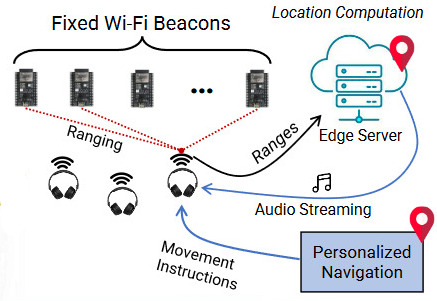 Fixed Wi-Fi Beacons
Location Computation
Ranging
Ranges
Edge Server
Audio Streaming
Movement
Instructions
Personalized
Navigation